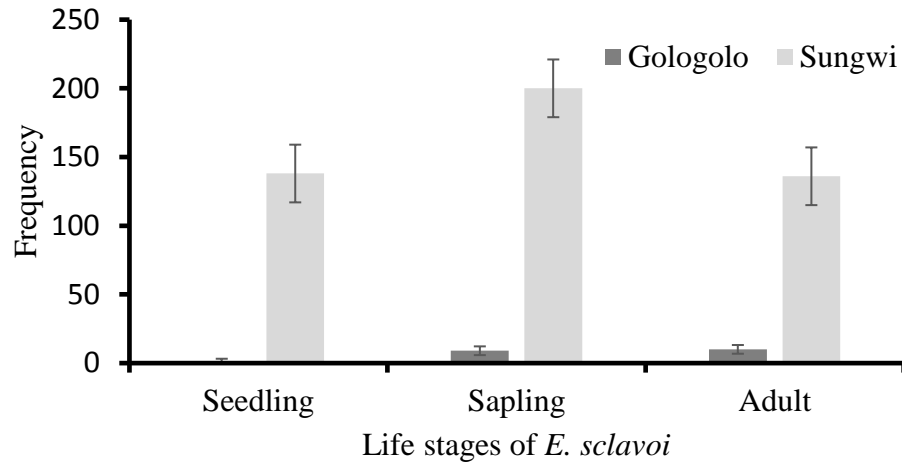 250
Gologolo Sungwi
200
150
100
50
0
Frequency
Seedling Sapling Adult
Life stages of E. sclavoi